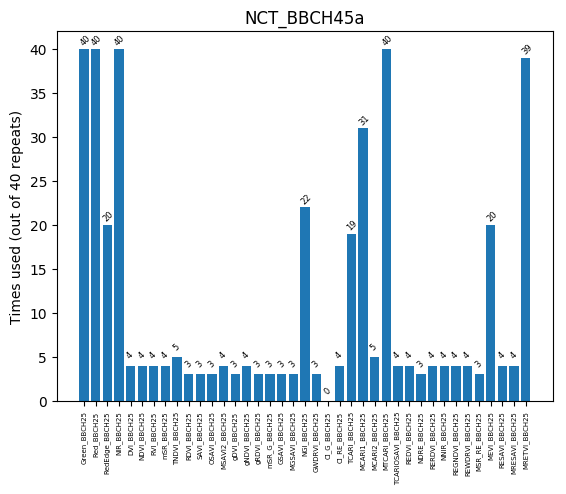 NCT_BBCH45a
Times used (out of 40 repeats)
40
35
30
25
20
15
10
5
0
40 40 20 40 4 4 4 4 5 3 3 3 4 3 4 3 3 3 3 22 3 0 4 19 31 5 40 4 4 3 4 4 4 4 3 20 4 4 39
Green_BBCH25
Red_BBCH25
RedEdge_BBCH25
NIR_BBCH25
DVI_BBCH25
NDVI_BBCH25
RVI_BBCH25
mSR_BBCH25
TNDVI_BBCH25
RDVI_BBCH25
SAVI_BBCH25
OSAVI_BBCH25
MSAVI2_BBCH25
gDVI_BBCH25
gNDVI_BBCH25
gRDVI_BBCH25
mSR_G_BBCH25
GSAVI_BBCH25
MGSAVI_BBCH25
NGI_BBCH25
GWDRVI_BBCH25
CI_G_BBCH25
CI_RE_BBCH25
TCARI_BBCH25
MCARI1_BBCH25
MCARI2_BBCH25
MTCARI_BBCH25
TCARIOSAVI_BBCH25
REDVI_BBCH25
NDRE_BBCH25
RERDVI_BBCH25
NNIR_BBCH25
REGNDVI_BBCH25
REWDRVI_BBCH25
MSR_RE_BBCH25
MEVI_BBCH25
RESAVI_BBCH25
MRESAVI_BBCH25
MRETVI_BBCH25